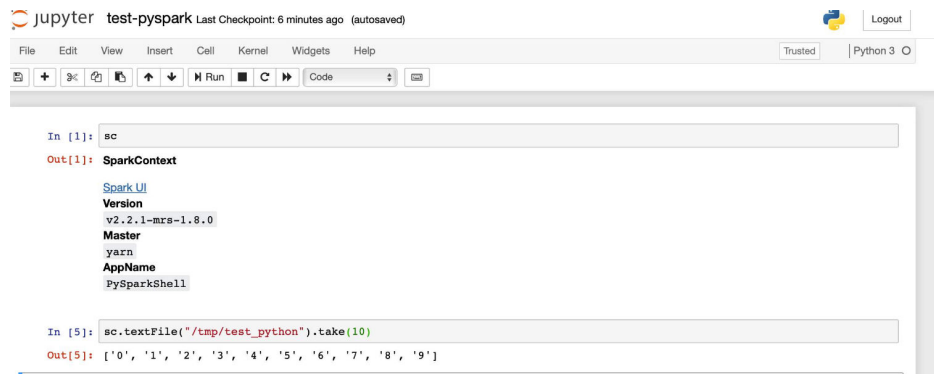 jupyter test-pyspark Last Checkpoint: 6 minutes ago (autosaved) Logout
File Edit View Insert Cell Kernel Widgets Help Trusted Python 3
Run Code
In [1]: sc
Out[1]: SparkContext
Spark UI
Version
v2.2.1-mrs-1.8.0
Master
yarn
AppName
PySparkShell
In [5]: sc.textFile("/tmp/test_python").take(10)
Out[5]: ['0', '1', '2', '3', '4', '5', '6', '7', '8', '9']